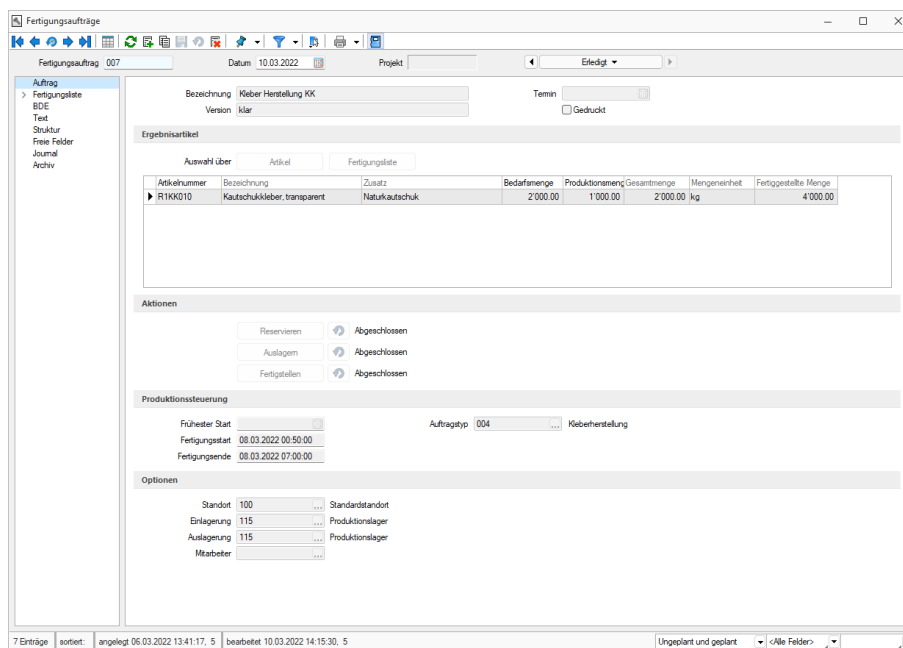 Fertigungsaufträge
Fertigungsauftrag 007 Datum 10.03.2022 Projekt Erledigt
Auftrag
Fertigungsliste
BDE
Text
Struktur
Freie Felder
Journal
Archiv
Bezeichnung Kleber Herstellung KK Termin
Version klar Gedruckt
Ergebnisartikel
Auswahl über Artikel Fertigungsliste
Artikelnummer Bezeichnung Zusatz Bedarfsmenge Produktionsmeng Gesamtmenge Mengeneinheit Fertiggestellte Menge
R1KK010 Kautschukkleber, transparent Naturkautschuk 2'000.00 1'000.00 2'000.00 kg 4'000.00
Aktionen
Reservieren Abgeschlossen
Auslagern Abgeschlossen
Fertigstellen Abgeschlossen
Produktionssteuerung
Frühester Start Auftragstyp 004 ... Kleberherstellung
Fertigungsstart 08.03.2022 00:50:00
Fertigungsende 08.03.2022 07:00:00
Optionen
Standort 100 ... Standardstandort
Einlagerung 115 ... Produktionslager
Auslagerung 115 ... Produktionslager
Mitarbeiter ...
7 Einträge sortiert: angelegt 06.03.2022 13:41:17, 5 bearbeitet 10.03.2022 14:15:30, 5 Ungeplant und geplant <Alle Felder>